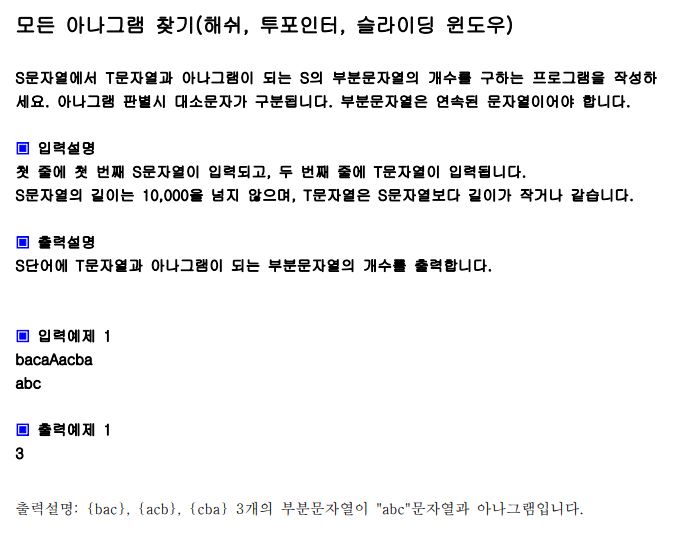 모든 아나그램 찾기(해쉬, 투포인터, 슬라이딩 윈도우)
S문자열에서 T문자열과 아나그램이 되는 S의 부분문자열의 개수를 구하는 프로그램을 작성하
세요. 아나그램 판별시 대소문자가 구분됩니다. 부분문자열은 연속된 문자열이어야 합니다.
▣ 입력설명
첫 줄에 첫 번째 S문자열이 입력되고, 두 번째 줄에 T문자열이 입력됩니다.
S문자열의 길이는 10,000을 넘지 않으며, T문자열은 S문자열보다 길이가 작거나 같습니다.
▣ 출력설명
S단어에 T문자열과 아나그램이 되는 부분문자열의 개수를 출력합니다.
▣ 입력예제 1
bacaAacba
abc
▣ 출력예제 1
3
출력설명: {bac}, {acb}, {cba} 3개의 부분문자열이 "abc"문자열과 아나그램입니다.